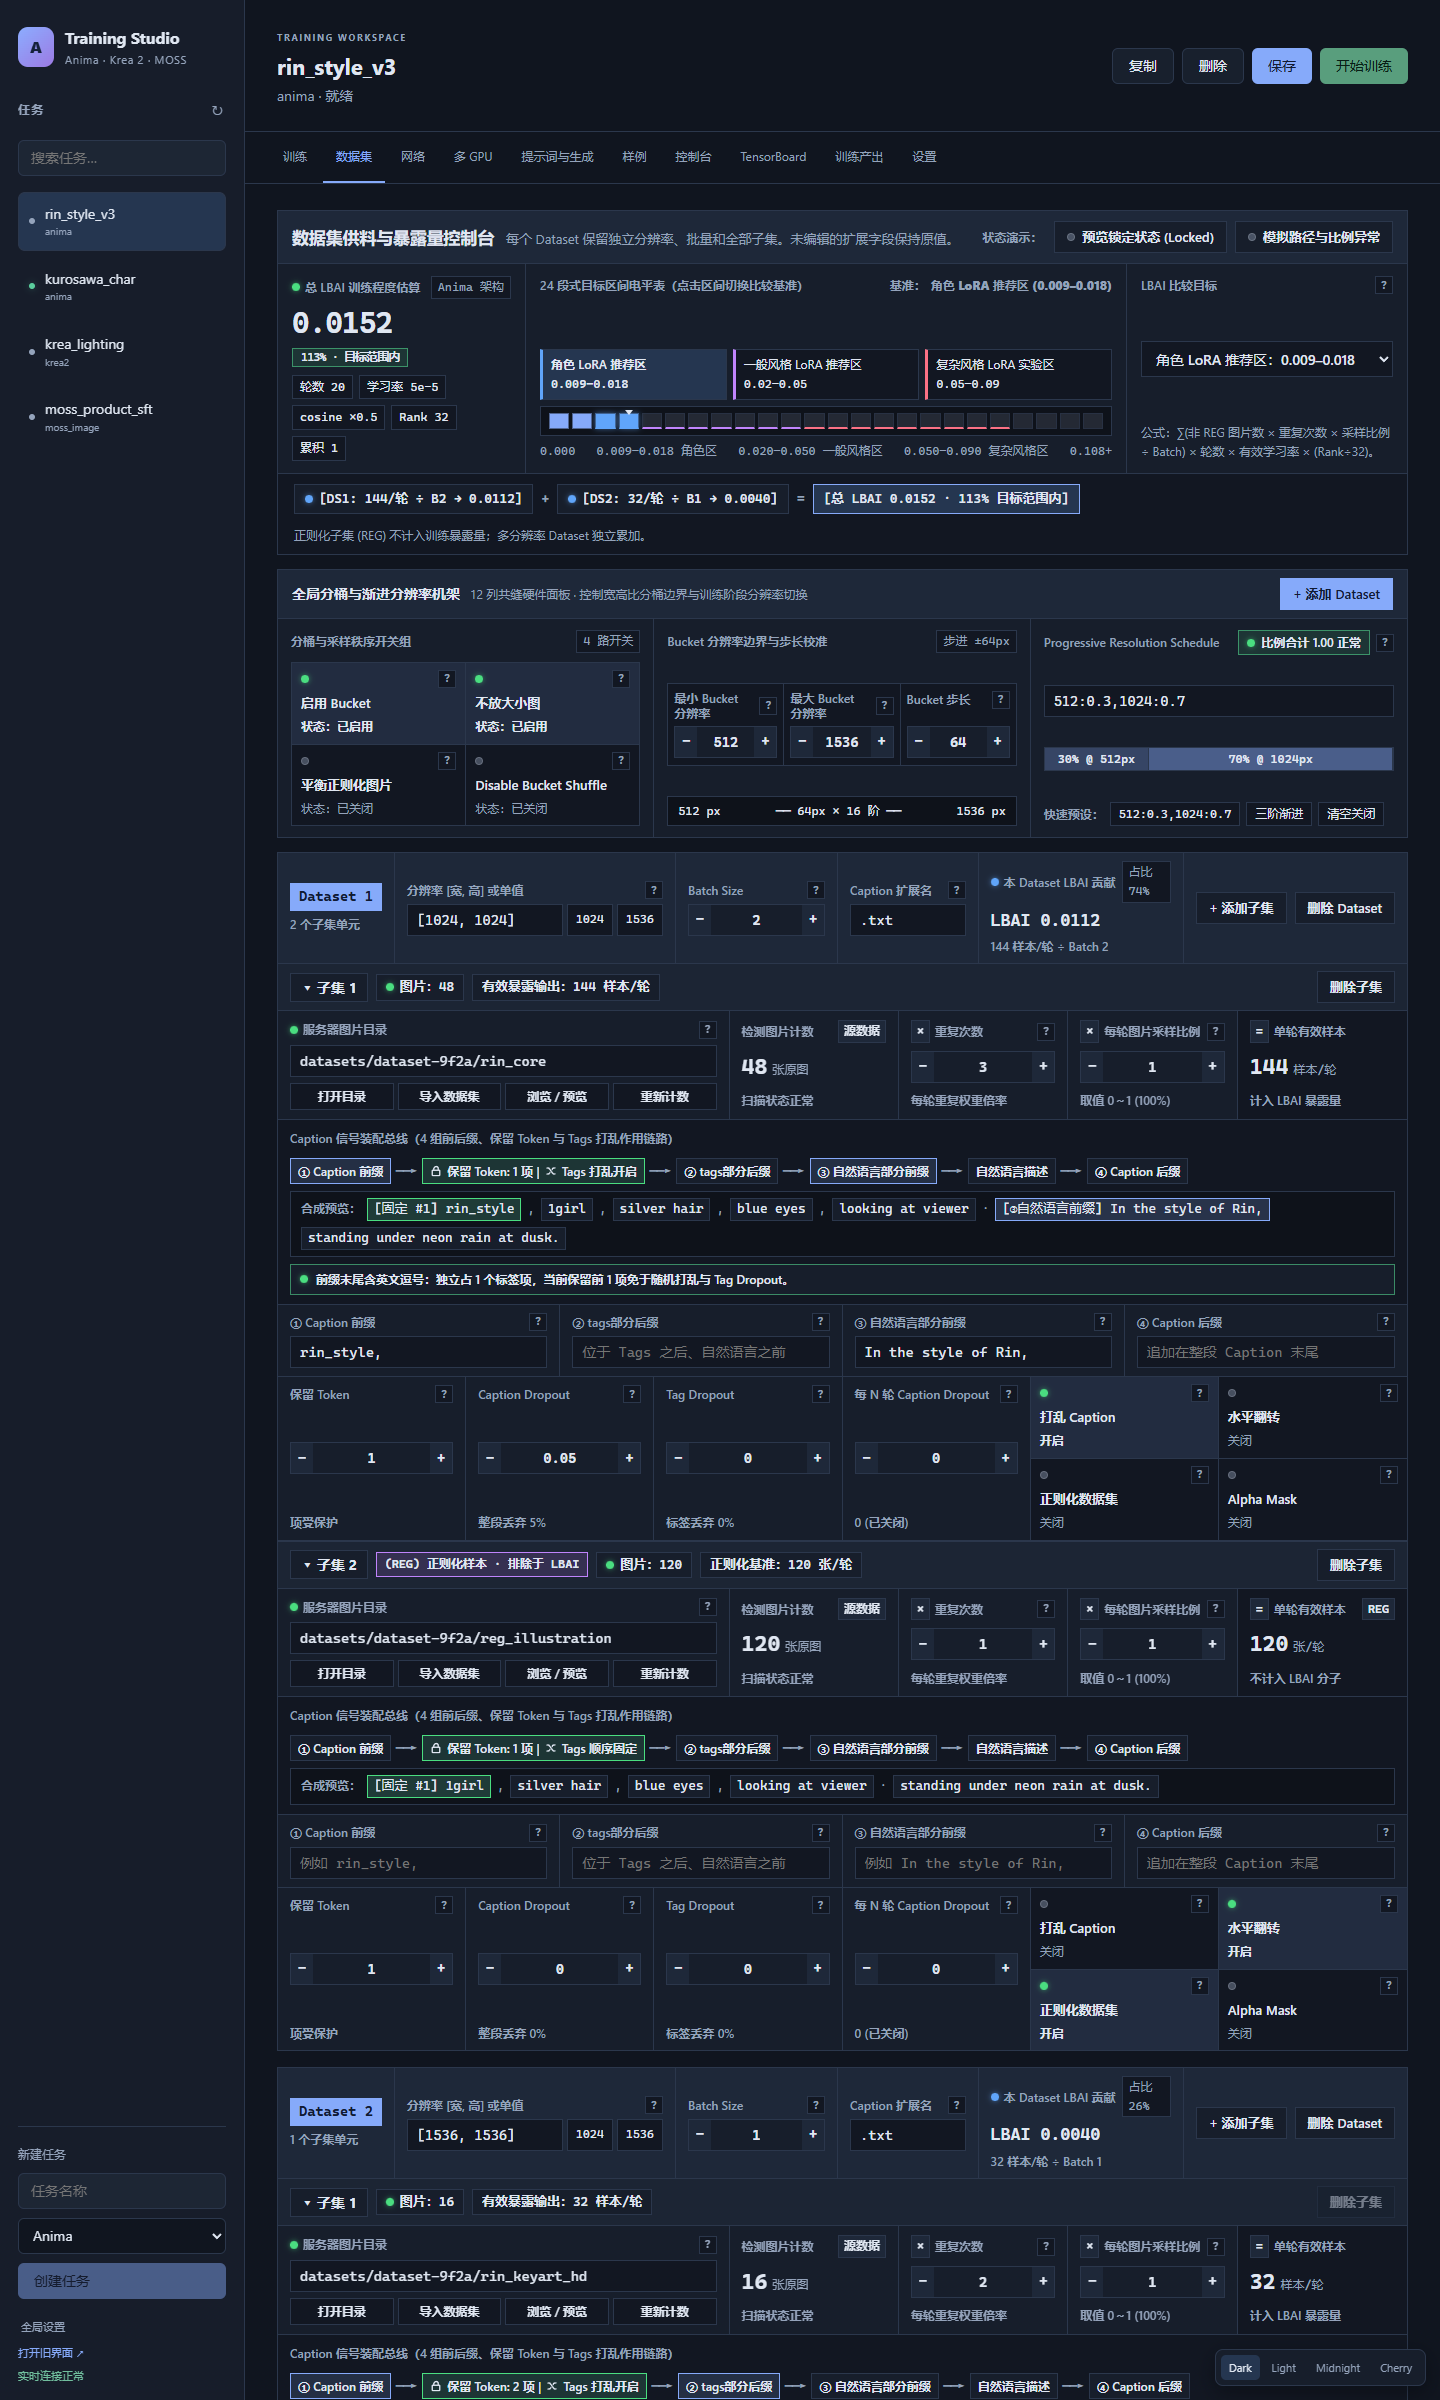 A
Training Studio
Anima · Krea 2 · MOSS
任务
↻
搜索任务...
rin_style_v3
anima
kurosawa_char
anima
krea_lighting
krea2
moss_product_sft
moss_image
新建任务
任务名称
Anima
创建任务
全局设置
打开旧界面 ↗
实时连接正常
TRAINING WORKSPACE
rin_style_v3
anima · 就绪
复制 删除 保存 开始训练
训练 数据集 网络 多 GPU 提示词与生成 样例 控制台 TensorBoard 训练产出 设置
数据集供料与暴露量控制台 每个 Dataset 保留独立分辨率、批量和全部子集。未编辑的扩展字段保持原值。 状态演示： 预览锁定状态 (Locked) 模拟路径与比例异常
总 LBAI 训练程度估算 Anima 架构
0.0152
113% · 目标范围内
轮数 20 学习率 5e-5
cosine ×0.5 Rank 32
累积 1
24 段式目标区间电平表（点击区间切换比较基准） 基准： 角色 LoRA 推荐区 (0.009–0.018)
角色 LoRA 推荐区
0.009–0.018
一般风格 LoRA 推荐区
0.02–0.05
复杂风格 LoRA 实验区
0.05–0.09
0.000 0.009–0.018 角色区 0.020–0.050 一般风格区 0.050–0.090 复杂风格区 0.108+
LBAI 比较目标 ?
角色 LoRA 推荐区：0.009–0.018
公式：∑(非 REG 图片数 × 重复次数 × 采样比例
÷ Batch) × 轮数 × 有效学习率 × (Rank÷32)。
[DS1: 144/轮 ÷ B2 → 0.0112] + [DS2: 32/轮 ÷ B1 → 0.0040] = [总 LBAI 0.0152 · 113% 目标范围内]
正则化子集 (REG) 不计入训练暴露量；多分辨率 Dataset 独立累加。
全局分桶与渐进分辨率机架 12 列共缝硬件面板 · 控制宽高比分桶边界与训练阶段分辨率切换 + 添加 Dataset
分桶与采样秩序开关组 4 路开关
?
启用 Bucket
状态：已启用
?
不放大小图
状态：已启用
?
平衡正则化图片
状态：已关闭
?
Disable Bucket Shuffle
状态：已关闭
Bucket 分辨率边界与步长校准 步进 ±64px
最小 Bucket
分辨率 ?
− 512 +
最大 Bucket
分辨率 ?
− 1536 +
Bucket 步长 ?
− 64 +
512 px ── 64px × 16 阶 ── 1536 px
Progressive Resolution Schedule 比例合计 1.00 正常 ?
512:0.3,1024:0.7
30% @ 512px 70% @ 1024px
快速预设： 512:0.3,1024:0.7 三阶渐进 清空关闭
Dataset 1
2 个子集单元
分辨率 [宽, 高] 或单值 ?
[1024, 1024] 1024 1536
Batch Size ?
− 2 +
Caption 扩展名 ?
.txt
本 Dataset LBAI 贡献 占比
74%
LBAI 0.0112
144 样本/轮 ÷ Batch 2
+ 添加子集 删除 Dataset
▾ 子集 1 图片：48 有效暴露输出：144 样本/轮 删除子集
服务器图片目录 ?
datasets/dataset-9f2a/rin_core
打开目录 导入数据集 浏览 / 预览 重新计数
检测图片计数 源数据
48 张原图
扫描状态正常
× 重复次数 ?
− 3 +
每轮重复权重倍率
× 每轮图片采样比例 ?
− 1 +
取值 0 ~ 1 (100%)
= 单轮有效样本
144 样本/轮
计入 LBAI 暴露量
Caption 信号装配总线（4 组前后缀、保留 Token 与 Tags 打乱作用链路）
① Caption 前缀 → 保留 Token: 1 项 | Tags 打乱开启 → ② tags部分后缀 → ③ 自然语言部分前缀 → 自然语言描述 → ④ Caption 后缀
合成预览： [固定 #1] rin_style , 1girl , silver hair , blue eyes , looking at viewer · [③自然语言前缀] In the style of Rin,
standing under neon rain at dusk.
前缀末尾含英文逗号：独立占 1 个标签项，当前保留前 1 项免于随机打乱与 Tag Dropout。
① Caption 前缀 ?
rin_style,
② tags部分后缀 ?
位于 Tags 之后、自然语言之前
③ 自然语言部分前缀 ?
In the style of Rin,
④ Caption 后缀 ?
追加在整段 Caption 末尾
保留 Token ?
− 1 +
项受保护
Caption Dropout ?
− 0.05 +
整段丢弃 5%
Tag Dropout ?
− 0 +
标签丢弃 0%
每 N 轮 Caption Dropout ?
− 0 +
0 (已关闭)
?
打乱 Caption
开启
?
水平翻转
关闭
?
正则化数据集
关闭
?
Alpha Mask
关闭
▾ 子集 2 (REG) 正则化样本 · 排除于 LBAI 图片：120 正则化基准：120 张/轮 删除子集
服务器图片目录 ?
datasets/dataset-9f2a/reg_illustration
打开目录 导入数据集 浏览 / 预览 重新计数
检测图片计数 源数据
120 张原图
扫描状态正常
× 重复次数 ?
− 1 +
每轮重复权重倍率
× 每轮图片采样比例 ?
− 1 +
取值 0 ~ 1 (100%)
= 单轮有效样本 REG
120 张/轮
不计入 LBAI 分子
Caption 信号装配总线（4 组前后缀、保留 Token 与 Tags 打乱作用链路）
① Caption 前缀 → 保留 Token: 1 项 | Tags 顺序固定 → ② tags部分后缀 → ③ 自然语言部分前缀 → 自然语言描述 → ④ Caption 后缀
合成预览： [固定 #1] 1girl , silver hair , blue eyes , looking at viewer · standing under neon rain at dusk.
① Caption 前缀 ?
例如 rin_style,
② tags部分后缀 ?
位于 Tags 之后、自然语言之前
③ 自然语言部分前缀 ?
例如 In the style of Rin,
④ Caption 后缀 ?
追加在整段 Caption 末尾
保留 Token ?
− 1 +
项受保护
Caption Dropout ?
− 0 +
整段丢弃 0%
Tag Dropout ?
− 0 +
标签丢弃 0%
每 N 轮 Caption Dropout ?
− 0 +
0 (已关闭)
?
打乱 Caption
关闭
?
水平翻转
开启
?
正则化数据集
开启
?
Alpha Mask
关闭
Dataset 2
1 个子集单元
分辨率 [宽, 高] 或单值 ?
[1536, 1536] 1024 1536
Batch Size ?
− 1 +
Caption 扩展名 ?
.txt
本 Dataset LBAI 贡献 占比
26%
LBAI 0.0040
32 样本/轮 ÷ Batch 1
+ 添加子集 删除 Dataset
▾ 子集 1 图片：16 有效暴露输出：32 样本/轮 删除子集
服务器图片目录 ?
datasets/dataset-9f2a/rin_keyart_hd
打开目录 导入数据集 浏览 / 预览 重新计数
检测图片计数 源数据
16 张原图
扫描状态正常
× 重复次数 ?
− 2 +
每轮重复权重倍率
× 每轮图片采样比例 ?
− 1 +
取值 0 ~ 1 (100%)
= 单轮有效样本
32 样本/轮
计入 LBAI 暴露量
Caption 信号装配总线（4 组前后缀、保留 Token 与 Tags 打乱作用链路）
① Caption 前缀 → 保留 Token: 2 项 | Tags 打乱开启 → ② tags部分后缀 → ③ 自然语言部分前缀 → 自然语言描述 → ④ Caption 后缀
Dark Light Midnight Cherry